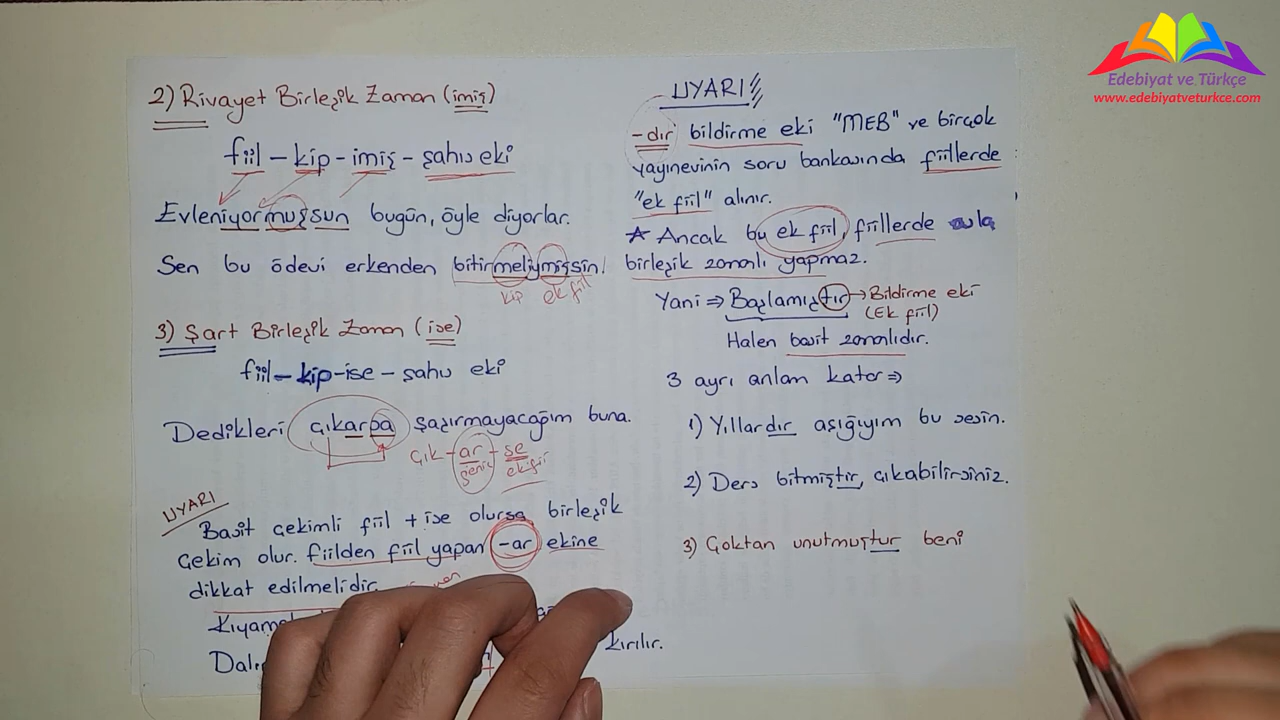 2) Rivayet Birleşik Zaman (imiş)
fiil - kip - imiş - şahıs eki
Evleniyormuşsun bugün, öyle diyorlar.
Sen bu ödevi erkenden bitirmeliymişsin!
kip ek fiil
3) Şart Birleşik Zaman (ise)
fiil - kip - ise - şahıs eki
Dedikleri çıkarsa şaşırmayacağım buna.
çık - ar - se
geniş ekfiil
UYARI
Basit çekimli fiil + ise olursa birleşik
çekim olur. Fiilden fiil yapan -ar ekine
dikkat edilmelidir.
kırılır.
UYARI
-dır bildirme eki "MEB" ve birçok
yayınevinin soru bankasında fiillerde
"ek fiil" alınır.
★ Ancak bu ek fiil, fiillerde asla
birleşik zamanlı yapmaz.
Yani ⇒ Başlamıştır → Bildirme eki
(Ek fiil)
Halen basit zamanlıdır.
3 ayrı anlam katar ⇒
1) Yıllardır aşığıyım bu sesin.
2) Ders bitmiştir, çıkabilirsiniz.
3) Çoktan unutmuştur beni
Edebiyat ve Türkçe
www.edebiyatveturkce.com